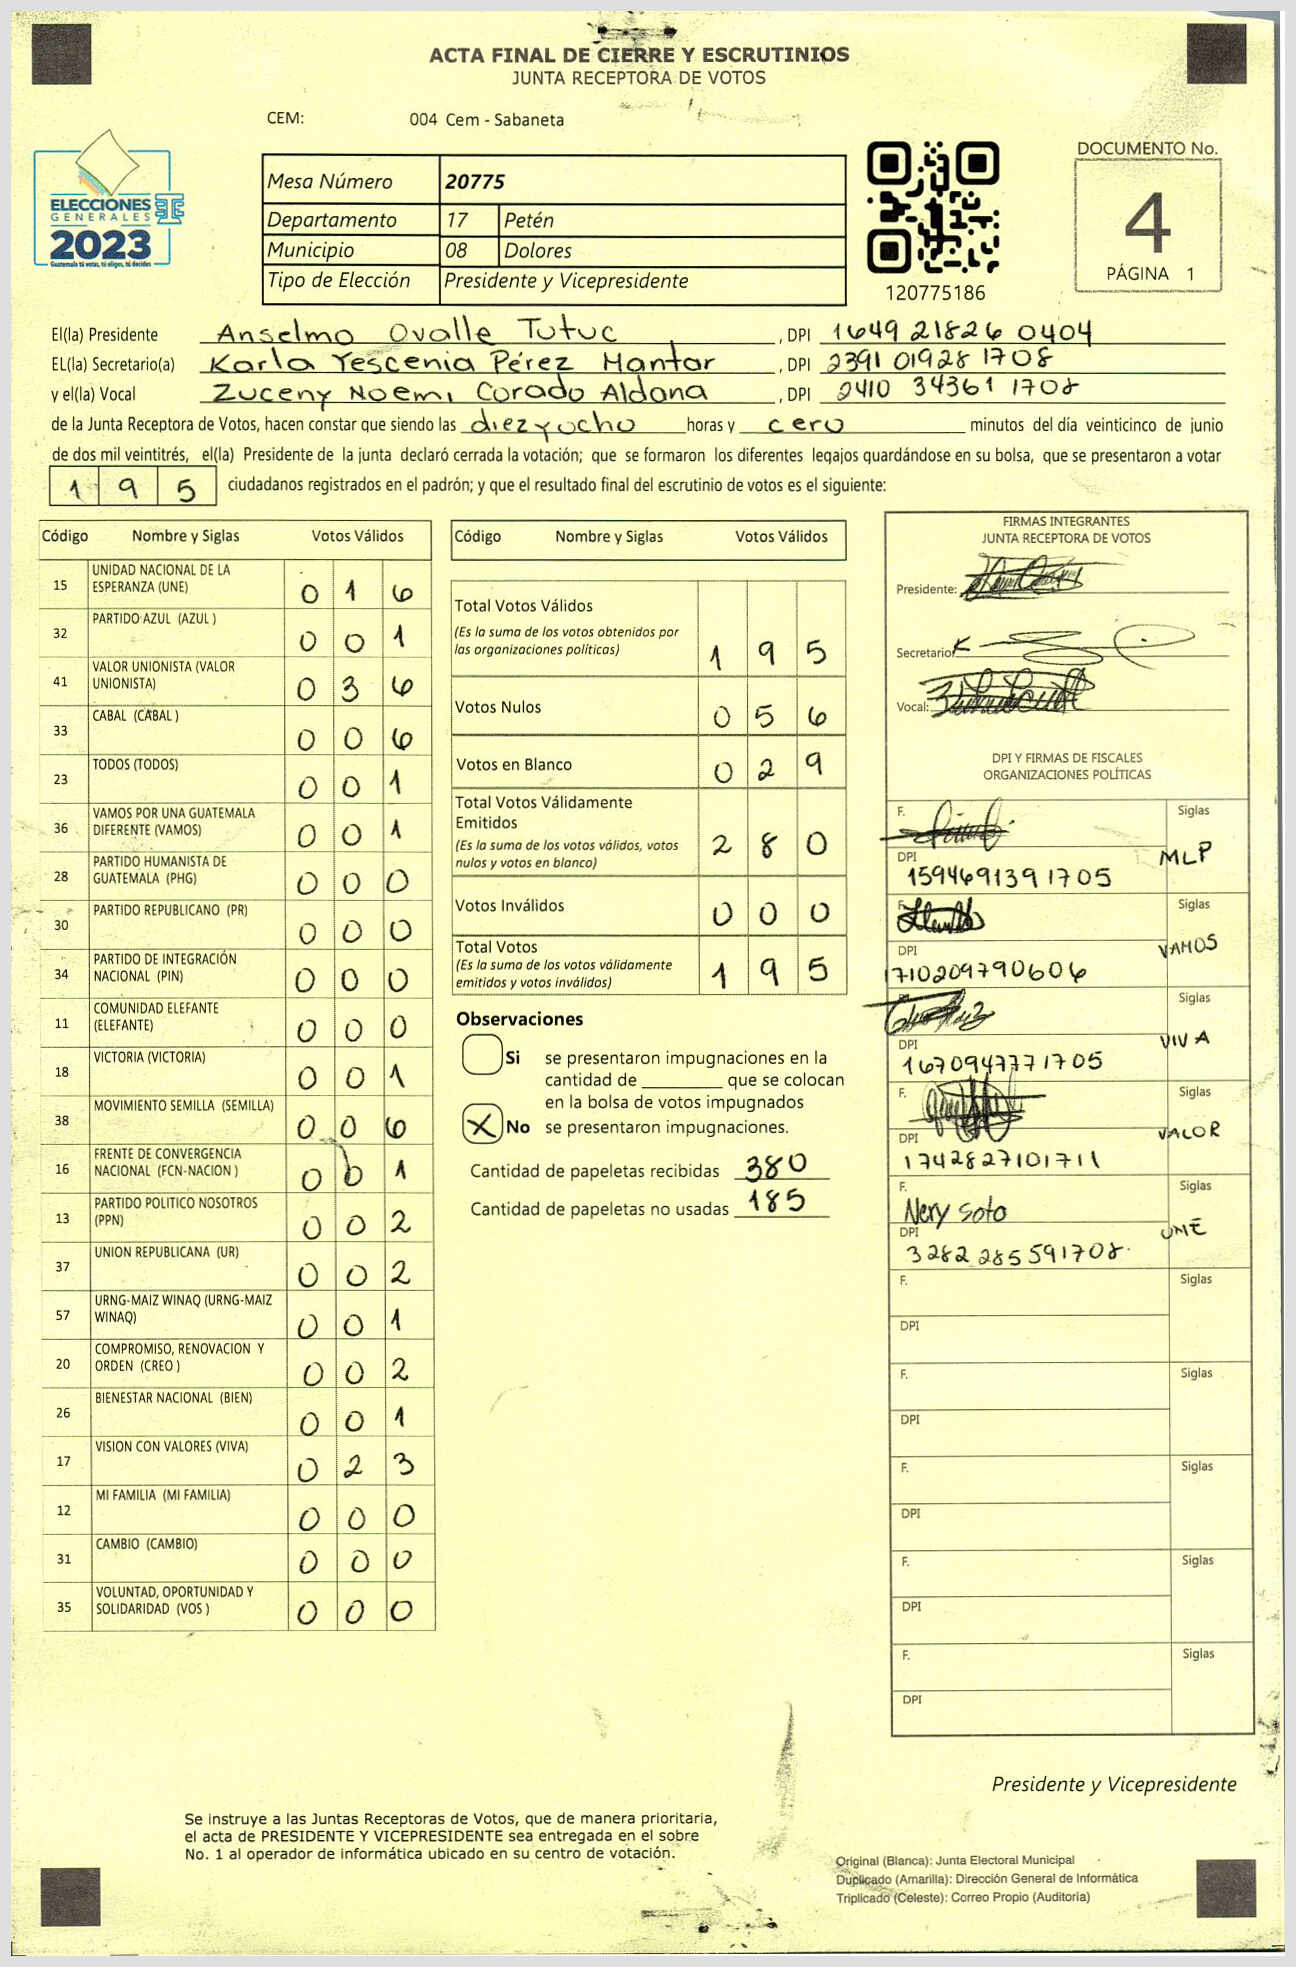 ACTA FINAL DE CIERRE Y ESCRUTINIOS
JUNTA RECEPTORA DE VOTOS
CEM: 004 Cem - Sabaneta
ELECCIONES
GENERALES
2023
Guatemala tú votas, tú eliges, tú decides
Mesa Número 20775
Departamento 17 Petén
Municipio 08 Dolores
Tipo de Elección Presidente y Vicepresidente
120775186
DOCUMENTO No.
4
PÁGINA 1
El(la) Presidente Anselmo Ovalle Tutuc , DPI 1649 21826 0404
EL(la) Secretario(a) Karla Yescenia Pérez Mantar , DPI 2391 01928 1708
y el(la) Vocal Zuceny Noemi Corado Aldana , DPI 2410 34361 1708
de la Junta Receptora de Votos, hacen constar que siendo las diez y ocho horas y cero minutos del día veinticinco de junio
de dos mil veintitrés, el(la) Presidente de la junta declaró cerrada la votación; que se formaron los diferentes legajos guardándose en su bolsa, que se presentaron a votar
1 9 5 ciudadanos registrados en el padrón; y que el resultado final del escrutinio de votos es el siguiente:
Código Nombre y Siglas Votos Válidos
15 UNIDAD NACIONAL DE LA ESPERANZA (UNE) 0 1 6
32 PARTIDO AZUL (AZUL ) 0 0 1
41 VALOR UNIONISTA (VALOR UNIONISTA) 0 3 6
33 CABAL (CABAL ) 0 0 6
23 TODOS (TODOS) 0 0 1
36 VAMOS POR UNA GUATEMALA DIFERENTE (VAMOS) 0 0 1
28 PARTIDO HUMANISTA DE GUATEMALA (PHG) 0 0 0
30 PARTIDO REPUBLICANO (PR) 0 0 0
34 PARTIDO DE INTEGRACIÓN NACIONAL (PIN) 0 0 0
11 COMUNIDAD ELEFANTE (ELEFANTE) 0 0 0
18 VICTORIA (VICTORIA) 0 0 1
38 MOVIMIENTO SEMILLA (SEMILLA) 0 0 6
16 FRENTE DE CONVERGENCIA NACIONAL (FCN-NACION ) 0 0 1
13 PARTIDO POLITICO NOSOTROS (PPN) 0 0 2
37 UNION REPUBLICANA (UR) 0 0 2
57 URNG-MAIZ WINAQ (URNG-MAIZ WINAQ) 0 0 1
20 COMPROMISO, RENOVACION Y ORDEN (CREO ) 0 0 2
26 BIENESTAR NACIONAL (BIEN) 0 0 1
17 VISION CON VALORES (VIVA) 0 2 3
12 MI FAMILIA (MI FAMILIA) 0 0 0
31 CAMBIO (CAMBIO) 0 0 0
35 VOLUNTAD, OPORTUNIDAD Y SOLIDARIDAD (VOS ) 0 0 0
Código Nombre y Siglas Votos Válidos
Total Votos Válidos
(Es la suma de los votos obtenidos por
las organizaciones políticas) 1 9 5
Votos Nulos 0 5 6
Votos en Blanco 0 2 9
Total Votos Válidamente
Emitidos
(Es la suma de los votos válidos, votos
nulos y votos en blanco) 2 8 0
Votos Inválidos 0 0 0
Total Votos
(Es la suma de los votos válidamente
emitidos y votos inválidos) 1 9 5
Observaciones
Si se presentaron impugnaciones en la
cantidad de ________ que se colocan
en la bolsa de votos impugnados
X No se presentaron impugnaciones.
Cantidad de papeletas recibidas 380
Cantidad de papeletas no usadas 185
FIRMAS INTEGRANTES
JUNTA RECEPTORA DE VOTOS
Presidente:
Secretario:
Vocal:
DPI Y FIRMAS DE FISCALES
ORGANIZACIONES POLÍTICAS
F. Siglas
DPI MLP
1594691391705
F. Siglas
DPI VAMOS
1710209790606
Siglas
DPI VIVA
1670947771705
F. Siglas
DPI VALOR
1742827101711
F. Siglas
Nery Soto
DPI UNE
3282 285591708
F. Siglas
DPI
F. Siglas
DPI
F. Siglas
DPI
F. Siglas
DPI
F. Siglas
DPI
Presidente y Vicepresidente
Se instruye a las Juntas Receptoras de Votos, que de manera prioritaria,
el acta de PRESIDENTE Y VICEPRESIDENTE sea entregada en el sobre
No. 1 al operador de informática ubicado en su centro de votación.
Original (Blanca): Junta Electoral Municipal
Duplicado (Amarilla): Dirección General de Informática
Triplicado (Celeste): Correo Propio (Auditoría)